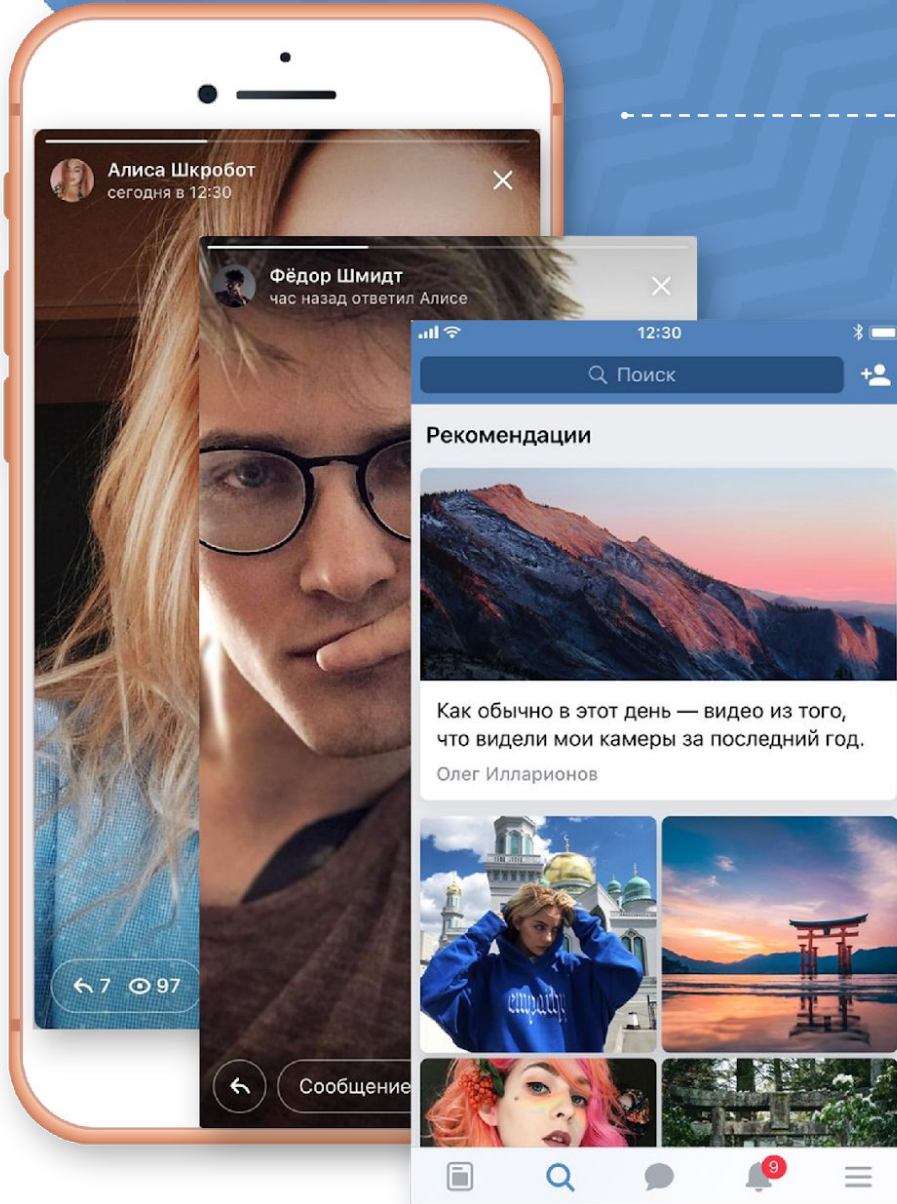 Алиса Шкробот
сегодня в 12:30
Фёдор Шмидт
час назад ответил Алисе
12:30
Поиск
Рекомендации
Как обычно в этот день — видео из того,
что видели мои камеры за последний год.
Олег Илларионов
empathy
7 97
Сообщение
9